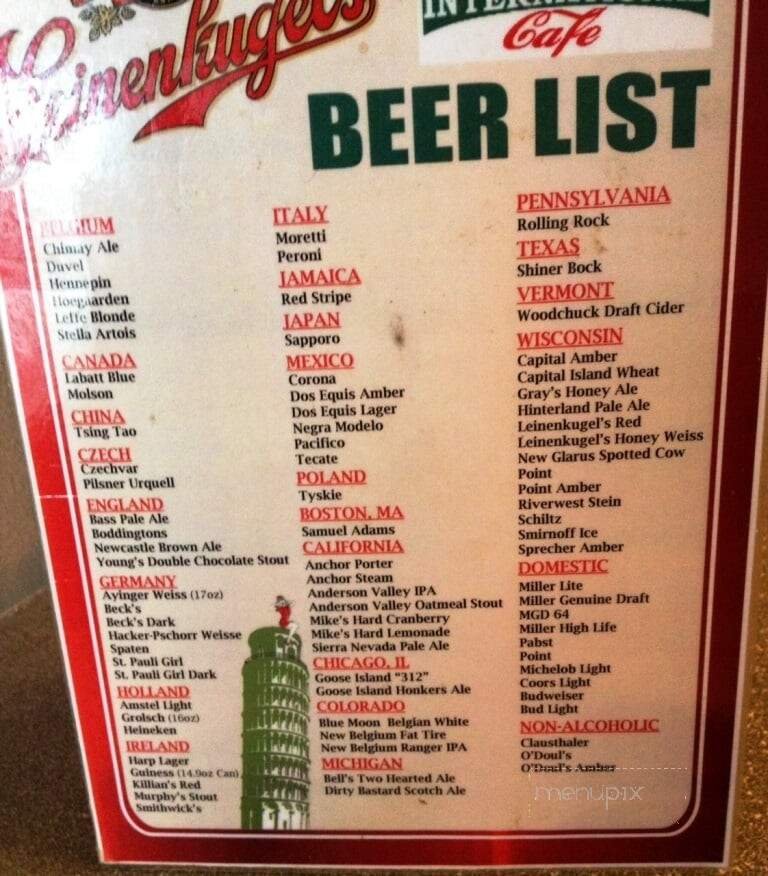 Leinenkugel's
INTERNATIONAL
Cafe
BEER LIST
BELGIUM
Chimay Ale
Duvel
Hennepin
Hoegaarden
Leffe Blonde
Stella Artois
CANADA
Labatt Blue
Molson
CHINA
Tsing Tao
CZECH
Czechvar
Pilsner Urquell
ENGLAND
Bass Pale Ale
Boddingtons
Newcastle Brown Ale
Young's Double Chocolate Stout
GERMANY
Ayinger Weiss (17oz)
Beck's
Beck's Dark
Hacker-Pschorr Weisse
Spaten
St. Pauli Girl
St. Pauli Girl Dark
HOLLAND
Amstel Light
Grolsch (16oz)
Heineken
IRELAND
Harp Lager
Guiness (14.9oz Can)
Killian's Red
Murphy's Stout
Smithwick's
ITALY
Moretti
Peroni
JAMAICA
Red Stripe
JAPAN
Sapporo
MEXICO
Corona
Dos Equis Amber
Dos Equis Lager
Negra Modelo
Pacifico
Tecate
POLAND
Tyskie
BOSTON, MA
Samuel Adams
CALIFORNIA
Anchor Porter
Anchor Steam
Anderson Valley IPA
Anderson Valley Oatmeal Stout
Mike's Hard Cranberry
Mike's Hard Lemonade
Sierra Nevada Pale Ale
CHICAGO, IL
Goose Island "312"
Goose Island Honkers Ale
COLORADO
Blue Moon Belgian White
New Belgium Fat Tire
New Belgium Ranger IPA
MICHIGAN
Bell's Two Hearted Ale
Dirty Bastard Scotch Ale
PENNSYLVANIA
Rolling Rock
TEXAS
Shiner Bock
VERMONT
Woodchuck Draft Cider
WISCONSIN
Capital Amber
Capital Island Wheat
Gray's Honey Ale
Hinterland Pale Ale
Leinenkugel's Red
Leinenkugel's Honey Weiss
New Glarus Spotted Cow
Point
Point Amber
Riverwest Stein
Schiltz
Smirnoff Ice
Sprecher Amber
DOMESTIC
Miller Lite
Miller Genuine Draft
MGD 64
Miller High Life
Pabst
Point
Michelob Light
Coors Light
Budweiser
Bud Light
NON-ALCOHOLIC
Clausthaler
O'Doul's
O'Doul's Amber
menupix